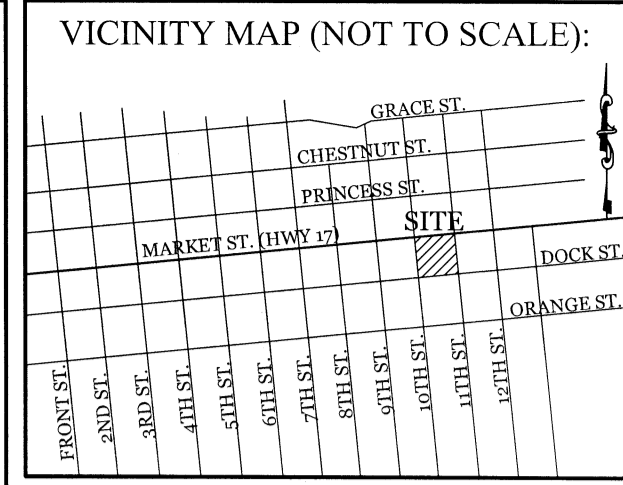 VICINITY MAP (NOT TO SCALE):
GRACE ST.
CHESTNUT ST.
PRINCESS ST.
SITE
MARKET ST. (HWY 17)
DOCK ST.
ORANGE ST.
FRONT ST.
2ND ST.
3RD ST.
4TH ST.
5TH ST.
6TH ST.
7TH ST.
8TH ST.
9TH ST.
10TH ST.
11TH ST.
12TH ST.